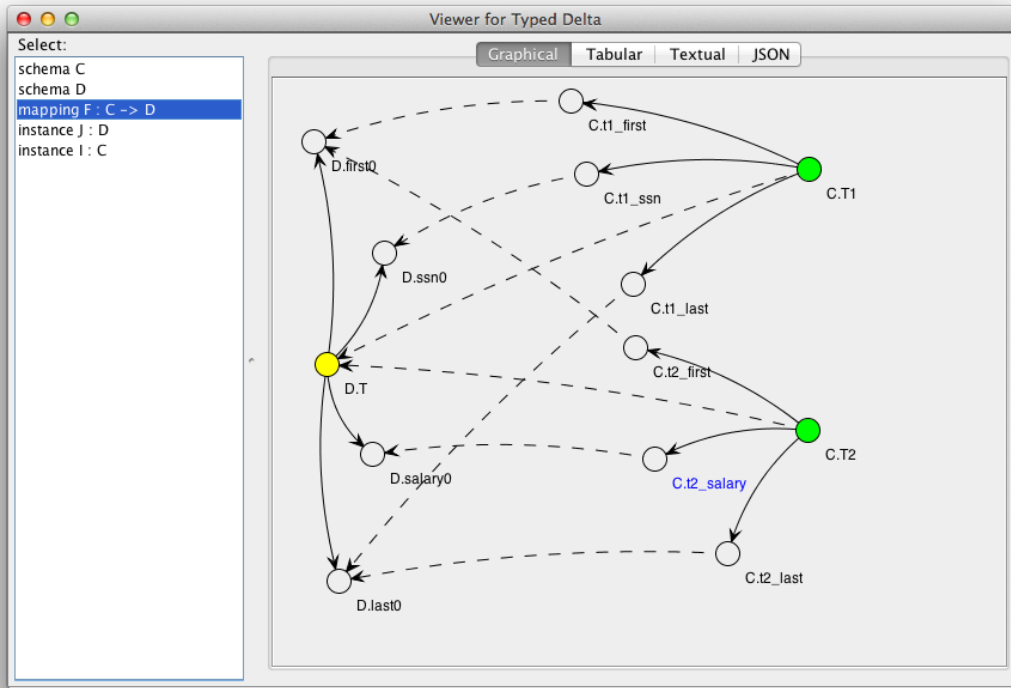 Viewer for Typed Delta
Select:
Graphical Tabular Textual JSON
schema C
schema D
mapping F : C -> D
instance J : D
instance I : C
C.t1_first
D.first0
C.t1_ssn
C.T1
D.ssn0
C.t1_last
C.t2_first
D.T
C.T2
D.salary0
C.t2_salary
C.t2_last
D.last0